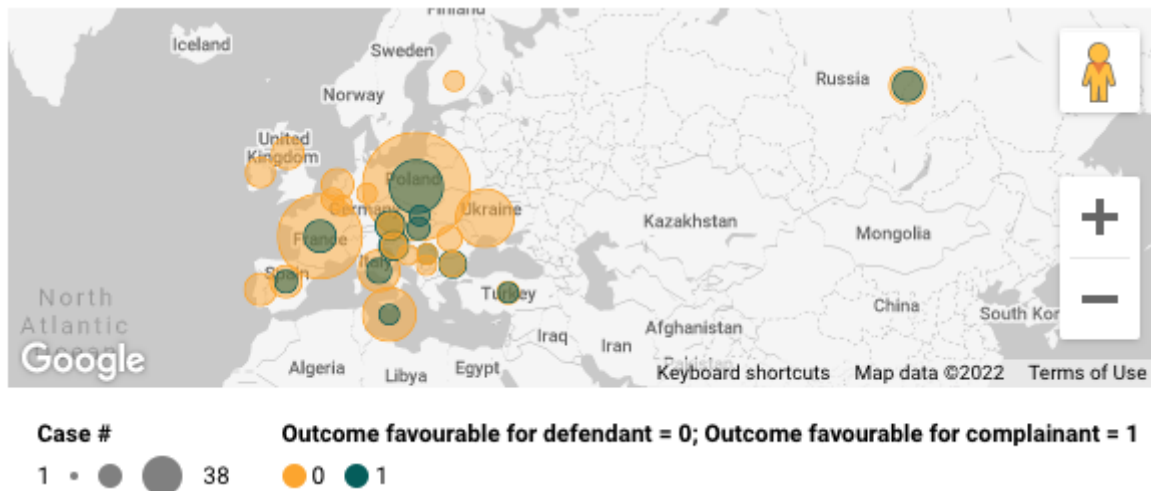 Finland
Iceland
Sweden
Russia
Norway
United
Kingdom
Poland
Germany
Ukraine
Kazakhstan
Mongolia
France
Italy
Spain
North
Atlantic
Ocean
Turkey
China
South Kor
Google
Iraq
Afghanistan
Iran
Pakistan
Algeria
Libya
Egypt
Keyboard shortcuts
Map data ©2022
Terms of Use
Case #
Outcome favourable for defendant = 0; Outcome favourable for complainant = 1
1
38
0
1